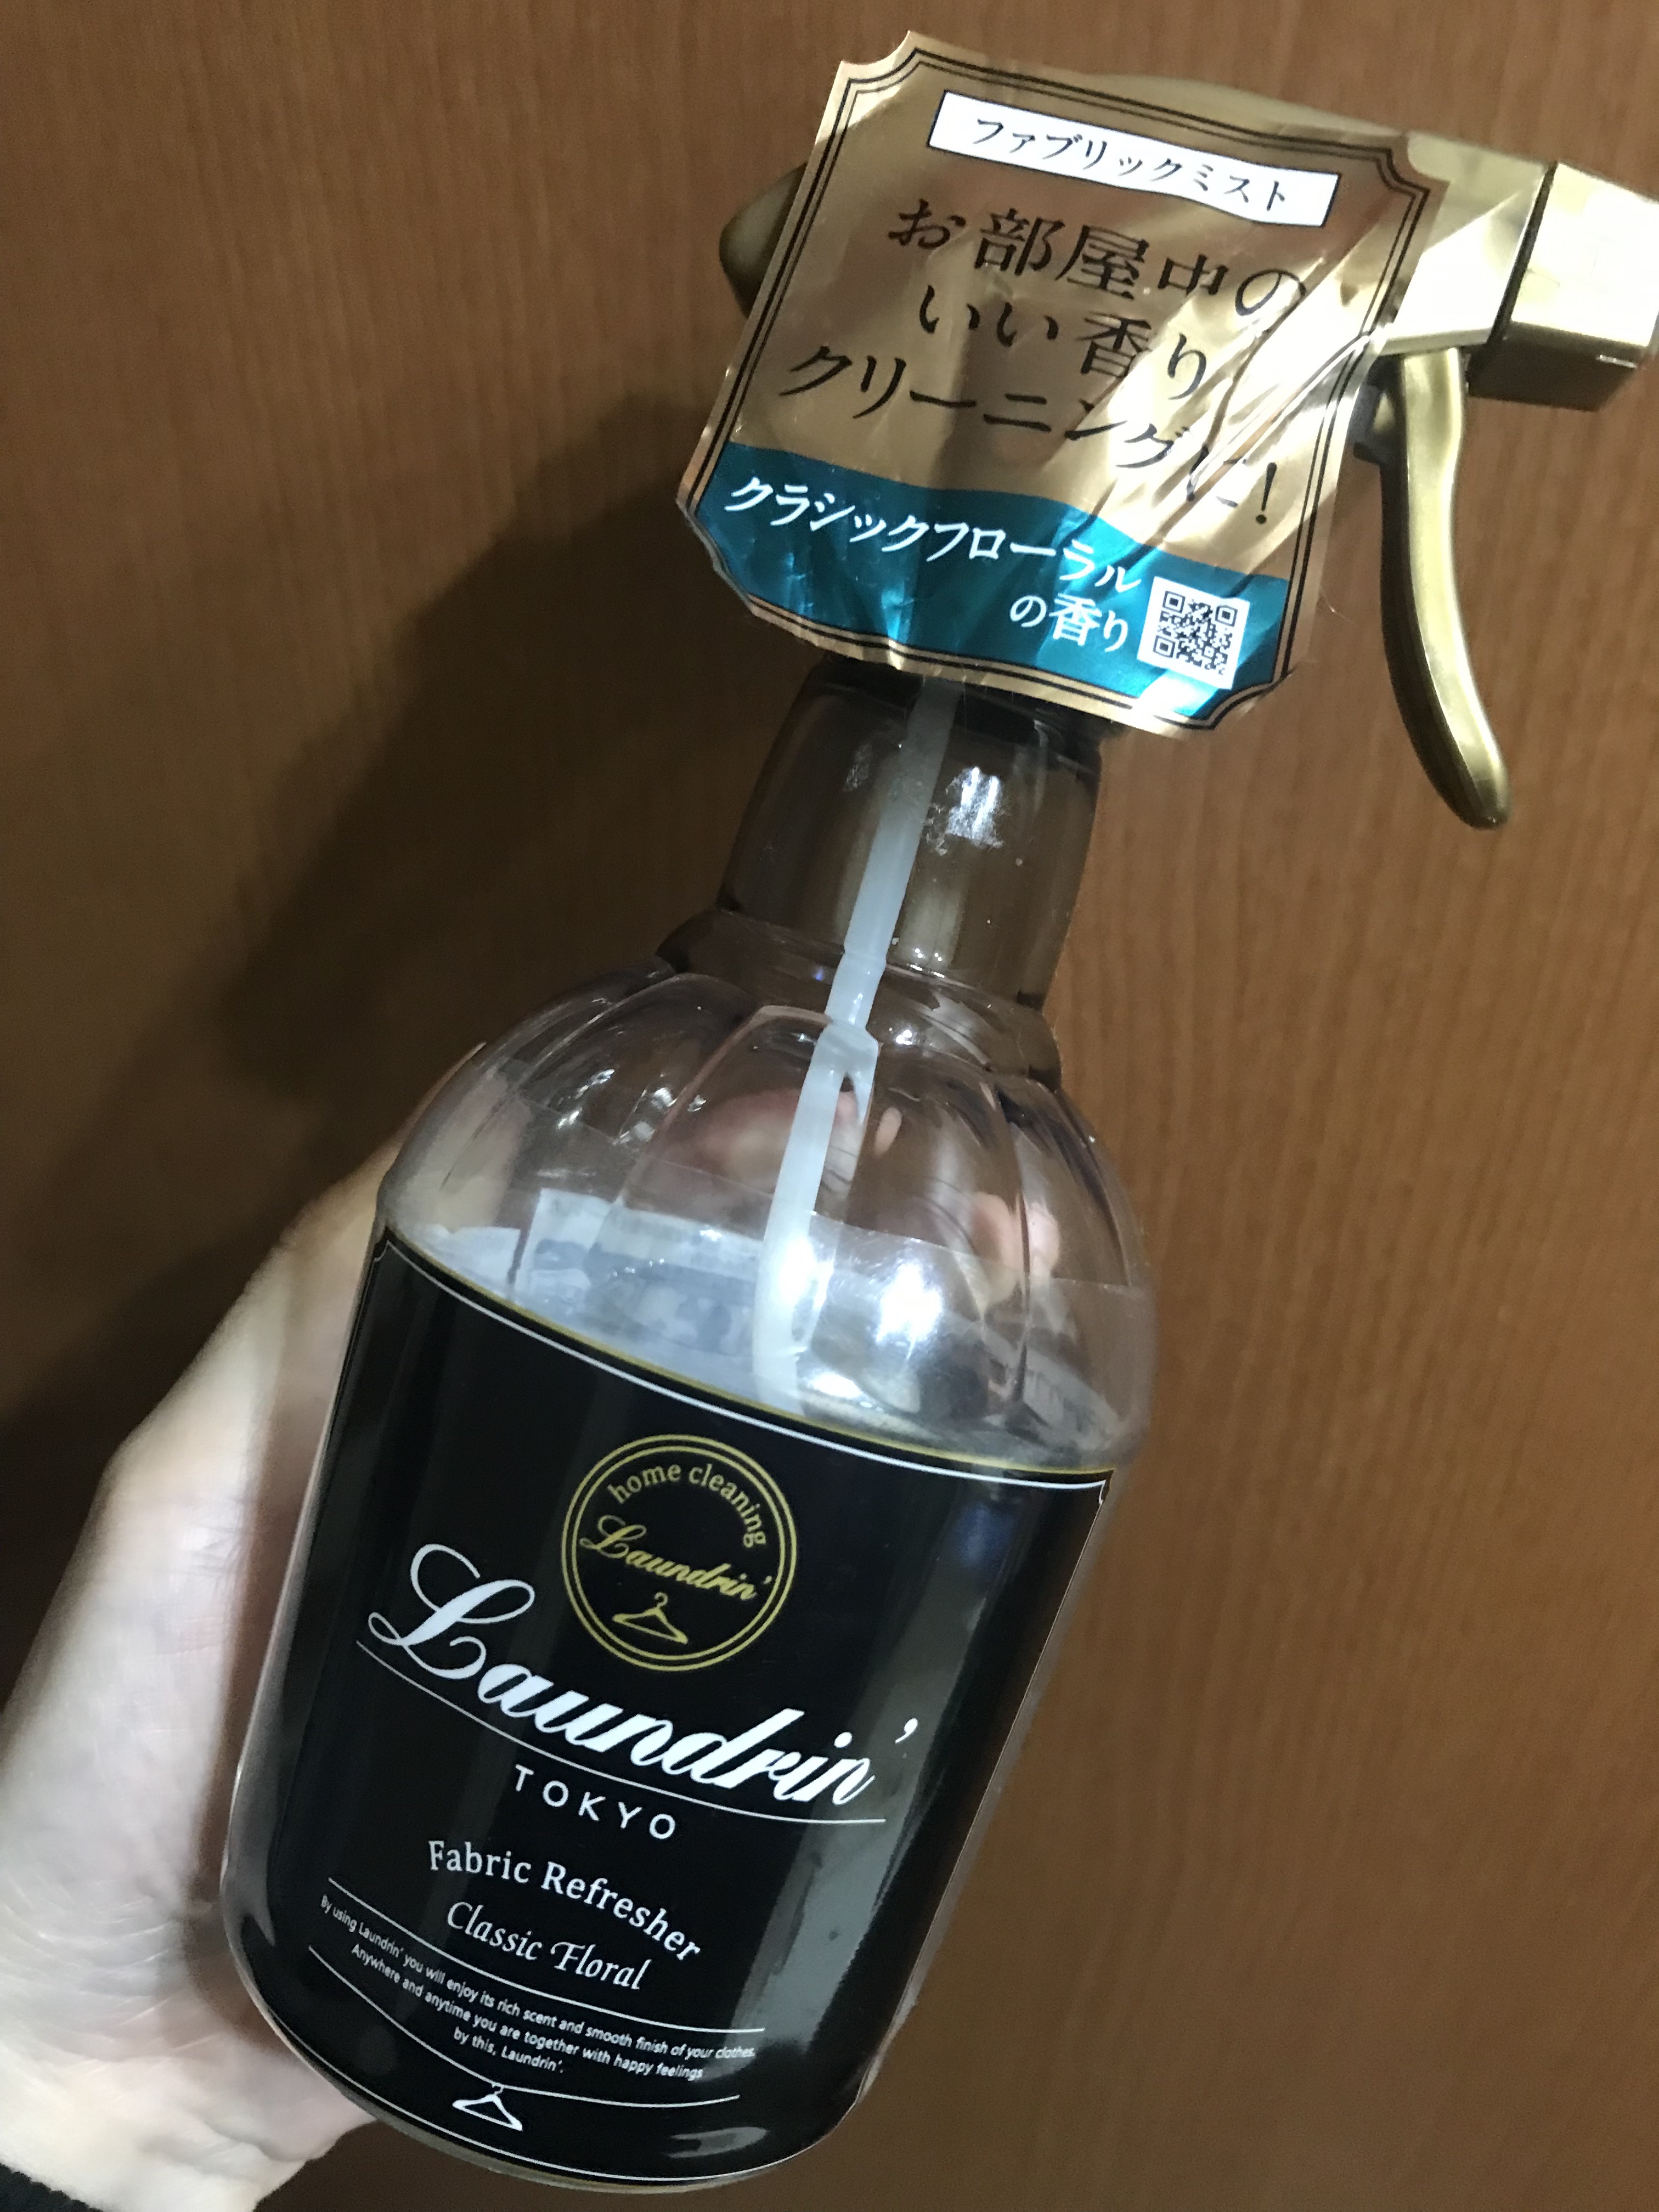 ファブリックミスト
お部屋中の
いい香り
クリーニングに!
クラシックフローラル
の香り
home cleaning
Laundrin'
Laundrin'
TOKYO
Fabric Refresher
Classic Floral
By using Laundrin' you will enjoy its rich scent and smooth finish of your clothes.
Anywhere and anytime you are together with happy feelings
by this, Laundrin'.